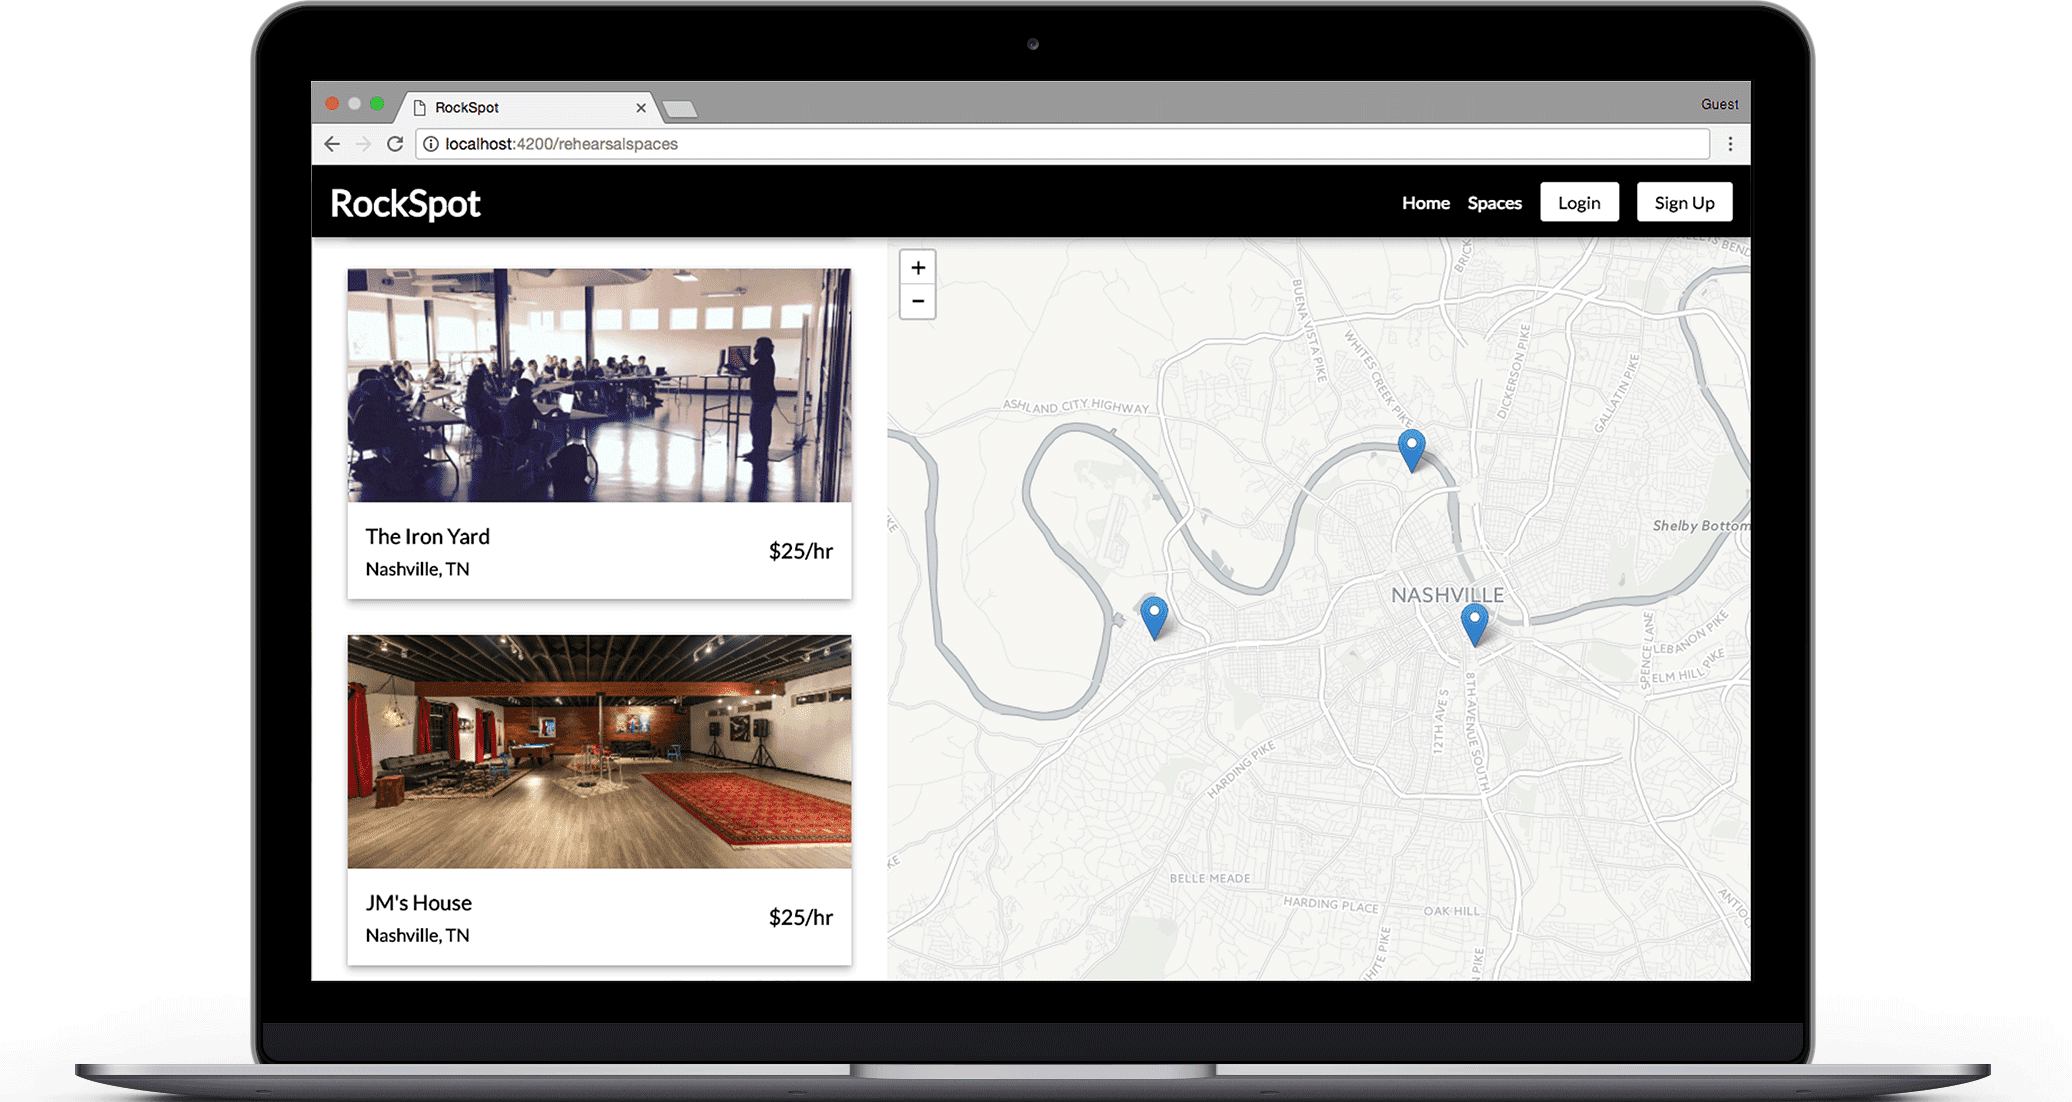 RockSpot
Guest
localhost:4200/rehearsalspaces
RockSpot
Home Spaces Login Sign Up
The Iron Yard
Nashville, TN
$25/hr
JM's House
Nashville, TN
$25/hr
+
−
BUENA VISTA PIKE
WHITES CREEK PIKE
DICKERSON PIKE
GALLATIN PIKE
ASHLAND CITY HIGHWAY
Shelby Bottom
NASHVILLE
SPENCE LANE
LEBANON PIKE
ELM HILL PIKE
12TH AVE S
8TH AVENUE SOUTH
HARDING PIKE
BELLE MEADE
HARDING PLACE
OAK HILL
ANTIOC
WHITE PIKE
PIKE
KE
BRICK
BEND